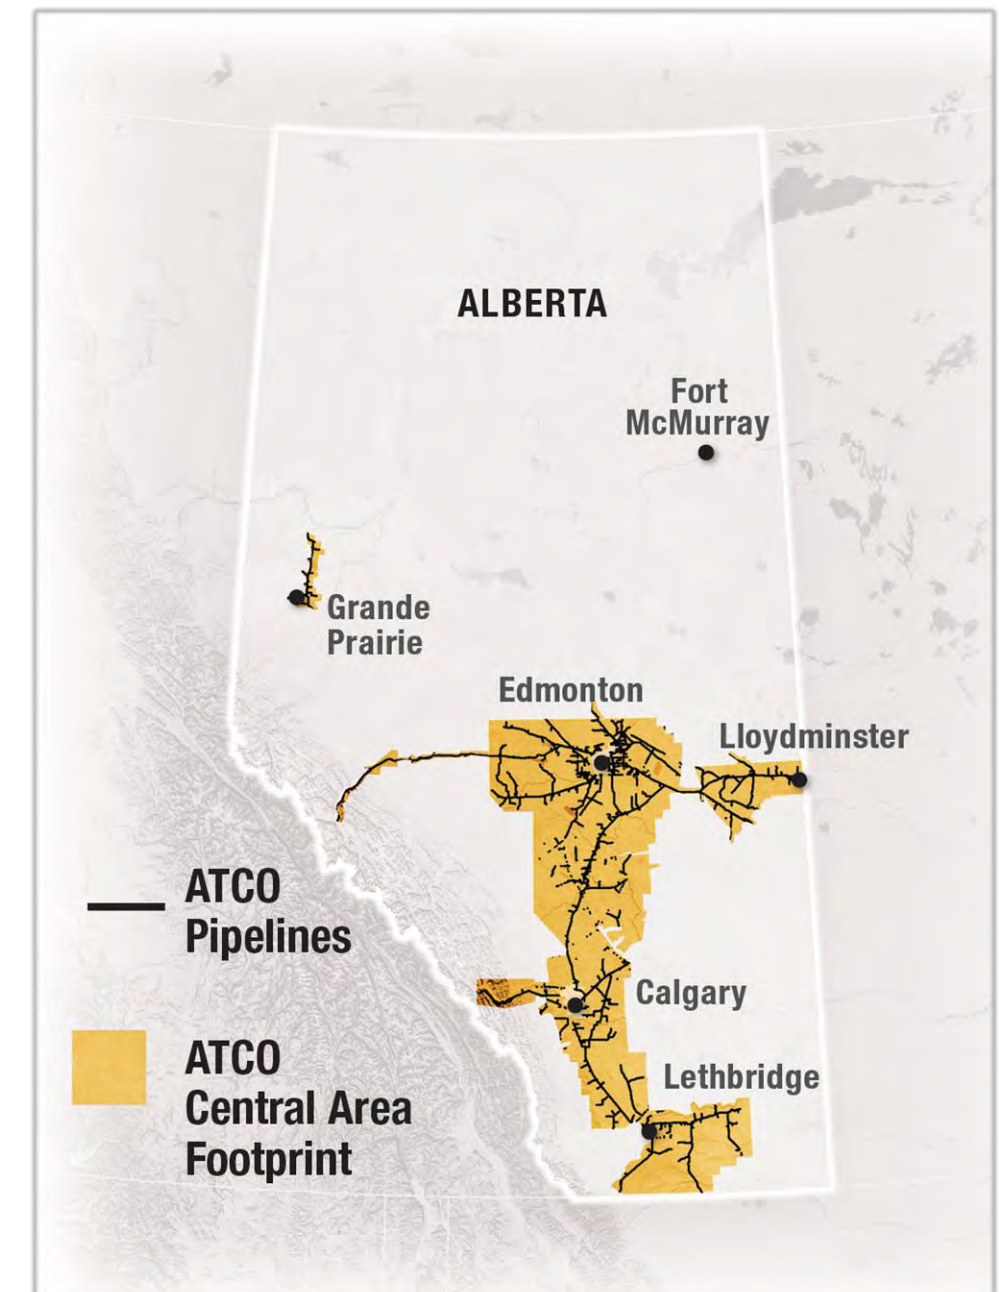 ALBERTA
Fort
McMurray
Grande
Prairie
Edmonton
Lloydminster
ATCO
Pipelines
Calgary
ATCO
Central Area
Footprint
Lethbridge